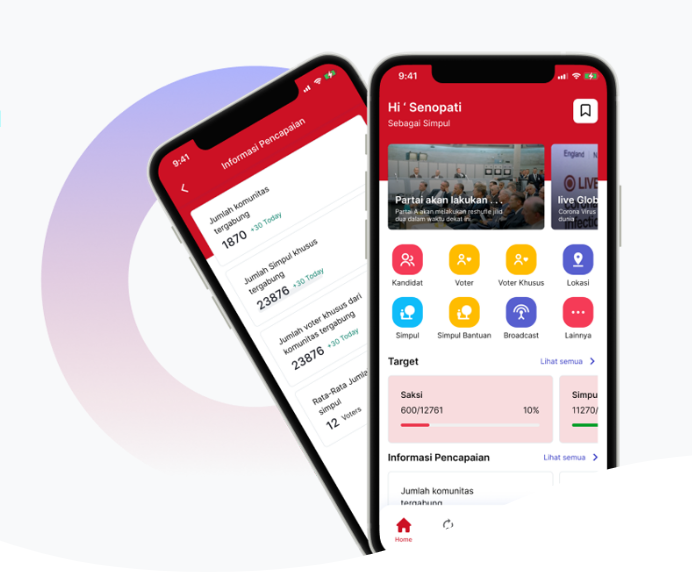 9:41
Informasi Pencapaian
Jumlah komunitas
tergabung
1870 +30 Today
Jumlah Simpul khusus
tergabung
23876 +30 Today
Jumlah voter khusus dari
komunitas tergabung
23876 +30 Today
Rata-Rata Jumla
simpul
12 Voters
9:41
Hi ' Senopati
Sebagai Simpul
Partai akan lakukan . . .
Partai A akan melakukan reshufle jilid
dua dalam waktu dekat ini
England N
LIVE
live Glob
Corona Virus
dunia
Kandidat
Voter
Voter Khusus
Lokasi
Simpul
Simpul Bantuan
Broadcast
Lainnya
Target
Lihat semua
Saksi
600/12761
10%
Simpu
11270/
Informasi Pencapaian
Lihat semua
Jumlah komunitas
tergabung
Home